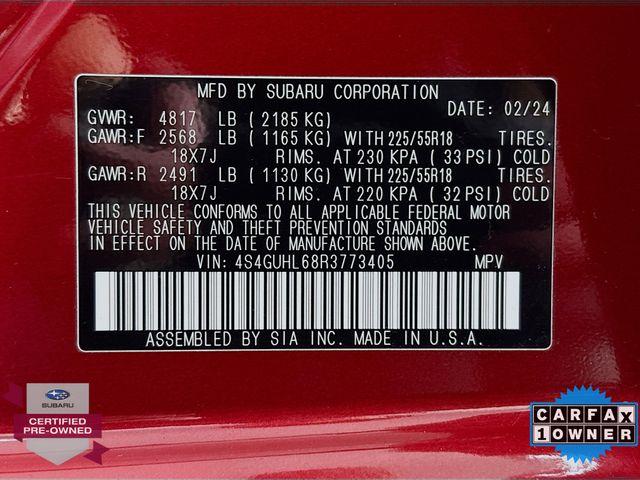 MFD BY SUBARU CORPORATION
DATE: 02/24
GVWR: 4817 LB (2185 KG)
GAWR:F 2568 LB (1165 KG) WITH 225/55R18 TIRES.
18X7J RIMS. AT 230 KPA (33 PSI) COLD
GAWR:R 2491 LB (1130 KG) WITH 225/55R18 TIRES.
18X7J RIMS. AT 220 KPA (32 PSI) COLD
THIS VEHICLE CONFORMS TO ALL APPLICABLE FEDERAL MOTOR
VEHICLE SAFETY AND THEFT PREVENTION STANDARDS
IN EFFECT ON THE DATE OF MANUFACTURE SHOWN ABOVE.
VIN: 4S4GUHL68R3773405 MPV
ASSEMBLED BY SIA INC. MADE IN U.S.A.
SUBARU
CERTIFIED
PRE-OWNED
CARFAX
1 OWNER